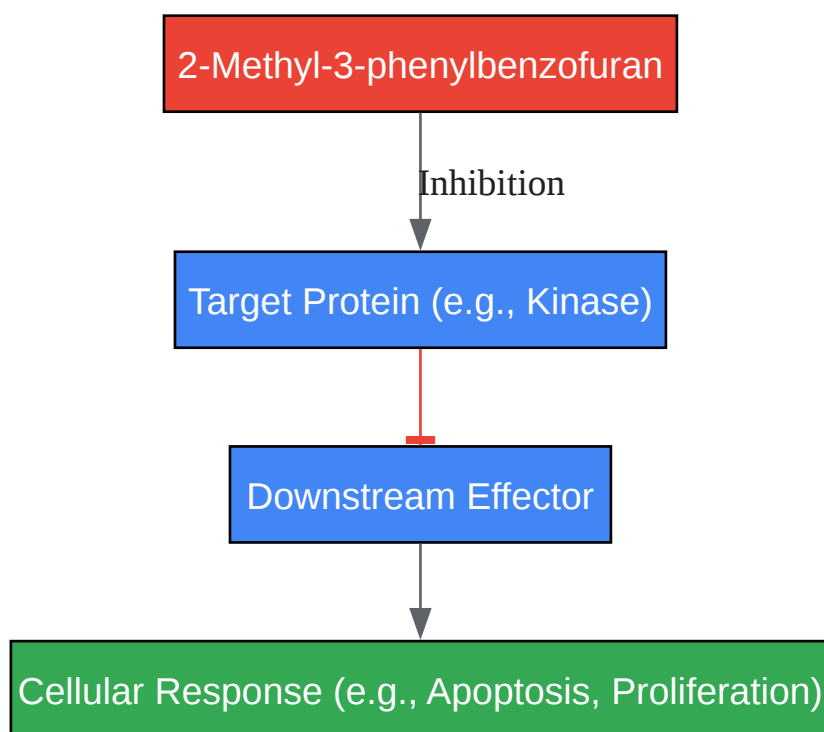 2-Methyl-3-phenylbenzofuran
Inhibition
Target Protein (e.g., Kinase)
Downstream Effector
Cellular Response (e.g., Apoptosis, Proliferation)